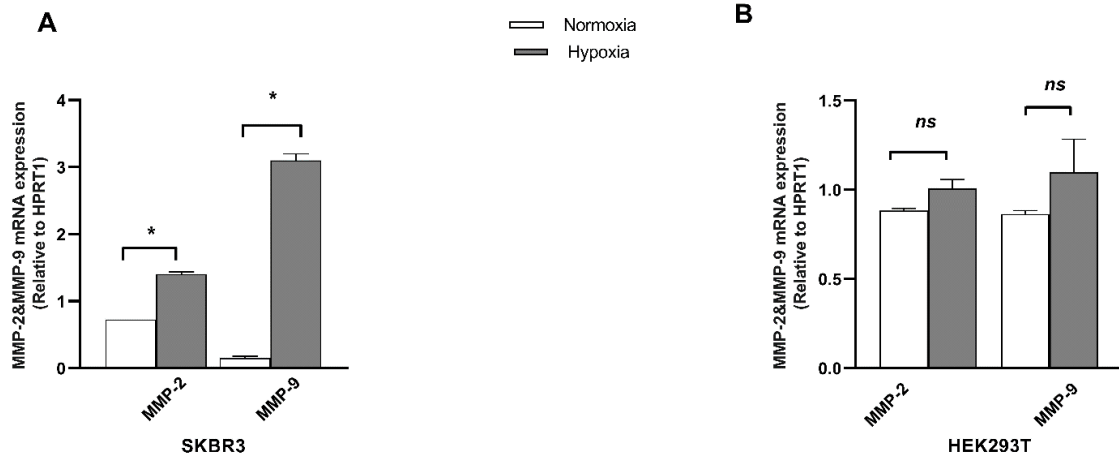 A
Normoxia
Hypoxia
B
MMP-2&MMP-9 mRNA expression
(Relative to HPRT1)
4
3
2
1
0
*
*
MMP-2
MMP-9
SKBR3
MMP-2&MMP-9 mRNA expression
(Relative to HPRT1)
1.5
1.0
0.5
0.0
ns
ns
MMP-2
MMP-9
HEK293T